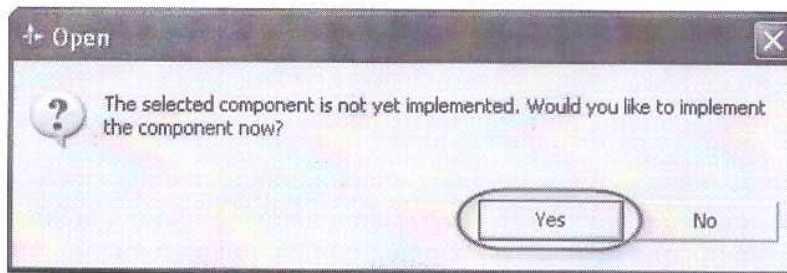 Open
The selected component is not yet implemented. Would you like to implement
the component now?
Yes
No